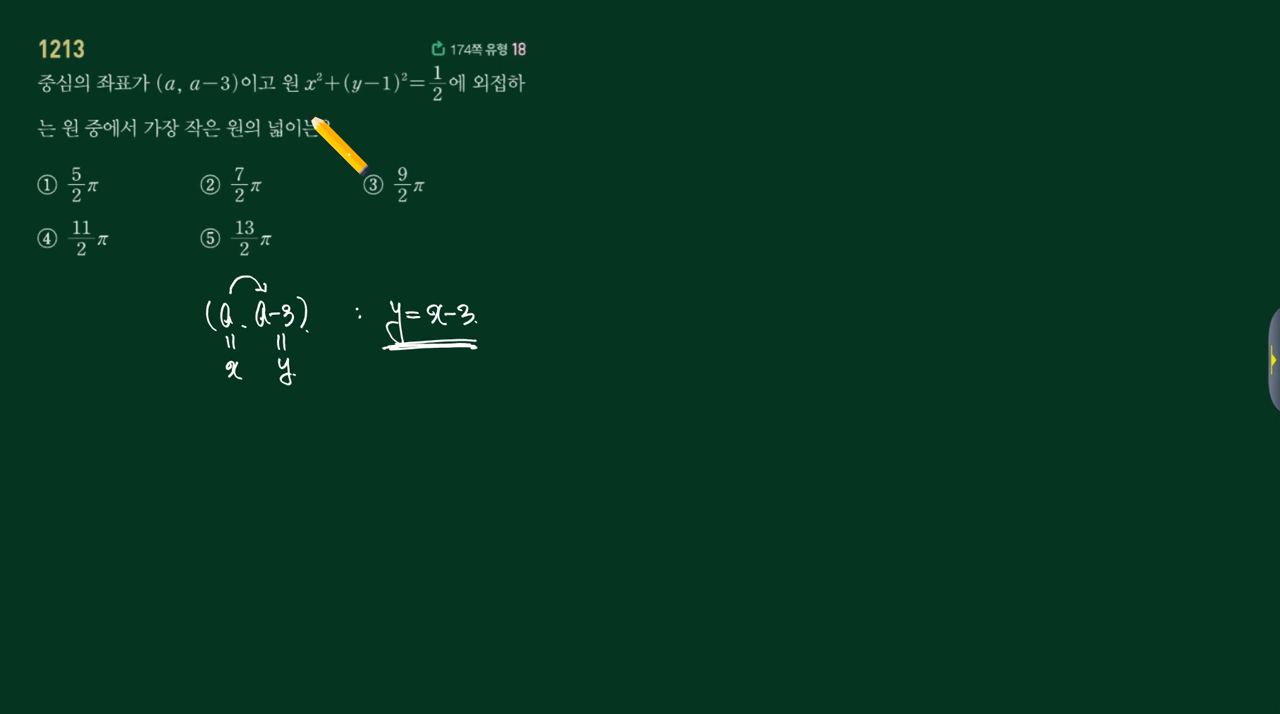 1213
174쪽 유형 18
중심의 좌표가 (a, a−3)이고 원 x²+(y−1)²=1/2에 외접하
는 원 중에서 가장 작은 원의 넓이는?
① 5/2π ② 7/2π ③ 9/2π
④ 11/2π ⑤ 13/2π
(a. a−3). : y=x−3.
= =
x y.